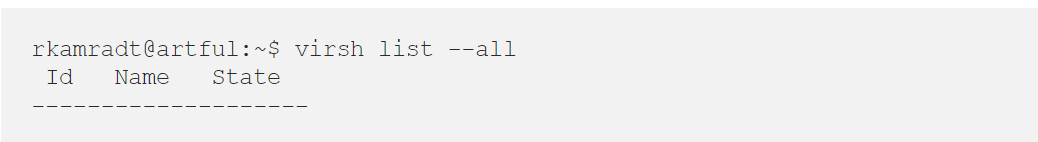 rkamradt@artful:~$ virsh list --all
 Id   Name   State
--------------------